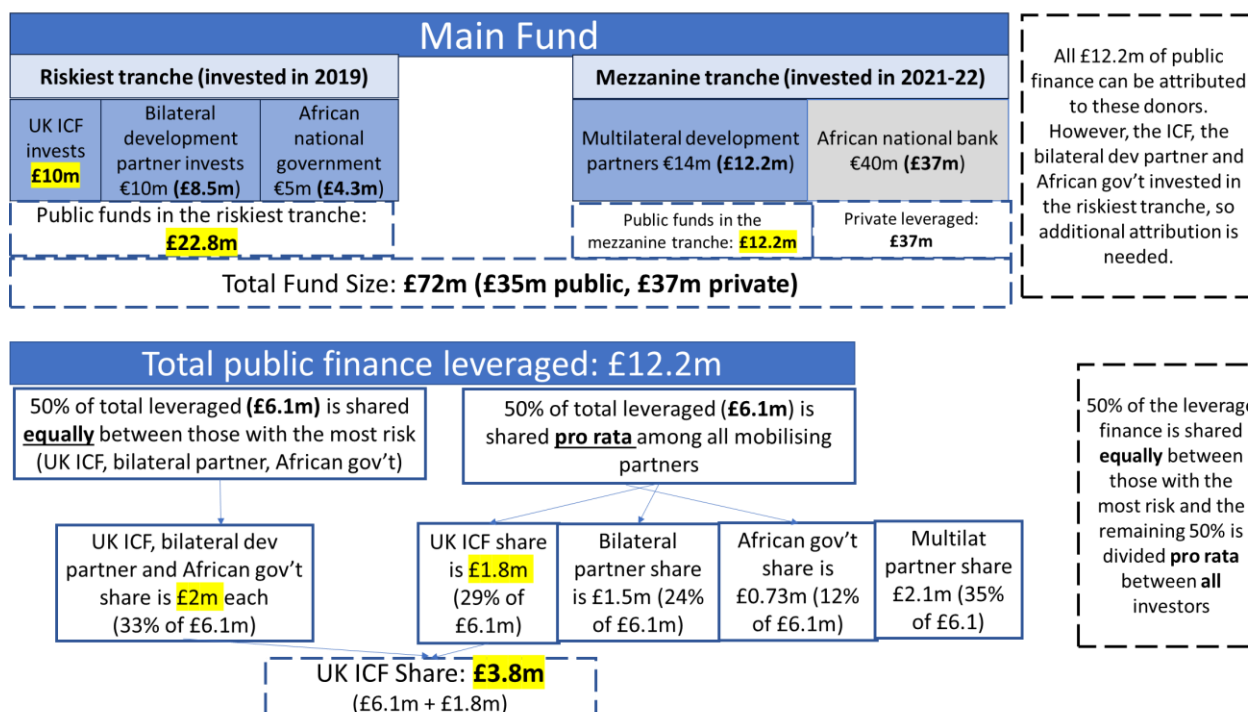 Main Fund
Riskiest tranche (invested in 2019)
UK ICF
invests
£10m
Bilateral
development
partner invests
€10m (£8.5m)
African
national
government
€5m (£4.3m)
Public funds in the riskiest tranche:
£22.8m
Mezzanine tranche (invested in 2021-22)
Multilateral development
partners €14m (£12.2m)
African national bank
€40m (£37m)
Public funds in the
mezzanine tranche: £12.2m
Private leveraged:
£37m
Total Fund Size: £72m (£35m public, £37m private)
All £12.2m of public
finance can be attributed
to these donors.
However, the ICF, the
bilateral dev partner and
African gov't invested in
the riskiest tranche, so
additional attribution is
needed.
Total public finance leveraged: £12.2m
50% of total leveraged (£6.1m) is shared
equally between those with the most risk
(UK ICF, bilateral partner, African gov't)
50% of total leveraged (£6.1m) is
shared pro rata among all mobilising
partners
UK ICF, bilateral dev
partner and African gov't
share is £2m each
(33% of £6.1m)
UK ICF share
is £1.8m
(29% of
£6.1m)
Bilateral
partner share
is £1.5m (24%
of £6.1m)
African gov't
share is
£0.73m (12%
of £6.1m)
Multilat
partner share
£2.1m (35%
of £6.1)
UK ICF Share: £3.8m
(£6.1m + £1.8m)
50% of the leverage
finance is shared
equally between
those with the
most risk and the
remaining 50% is
divided pro rata
between all
investors